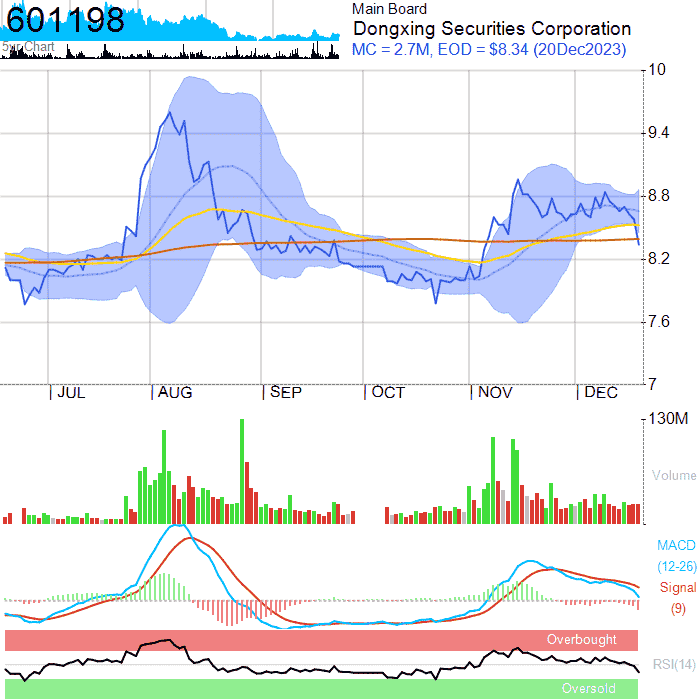 601198
5yr Chart
Main Board
Dongxing Securities Corporation
MC = 2.7M, EOD = $8.34 (20Dec2023)
10
9.4
8.8
8.2
7.6
7
JUL AUG SEP OCT NOV DEC
130M
Volume
MACD
(12-26)
Signal
(9)
Overbought
RSI(14)
Oversold